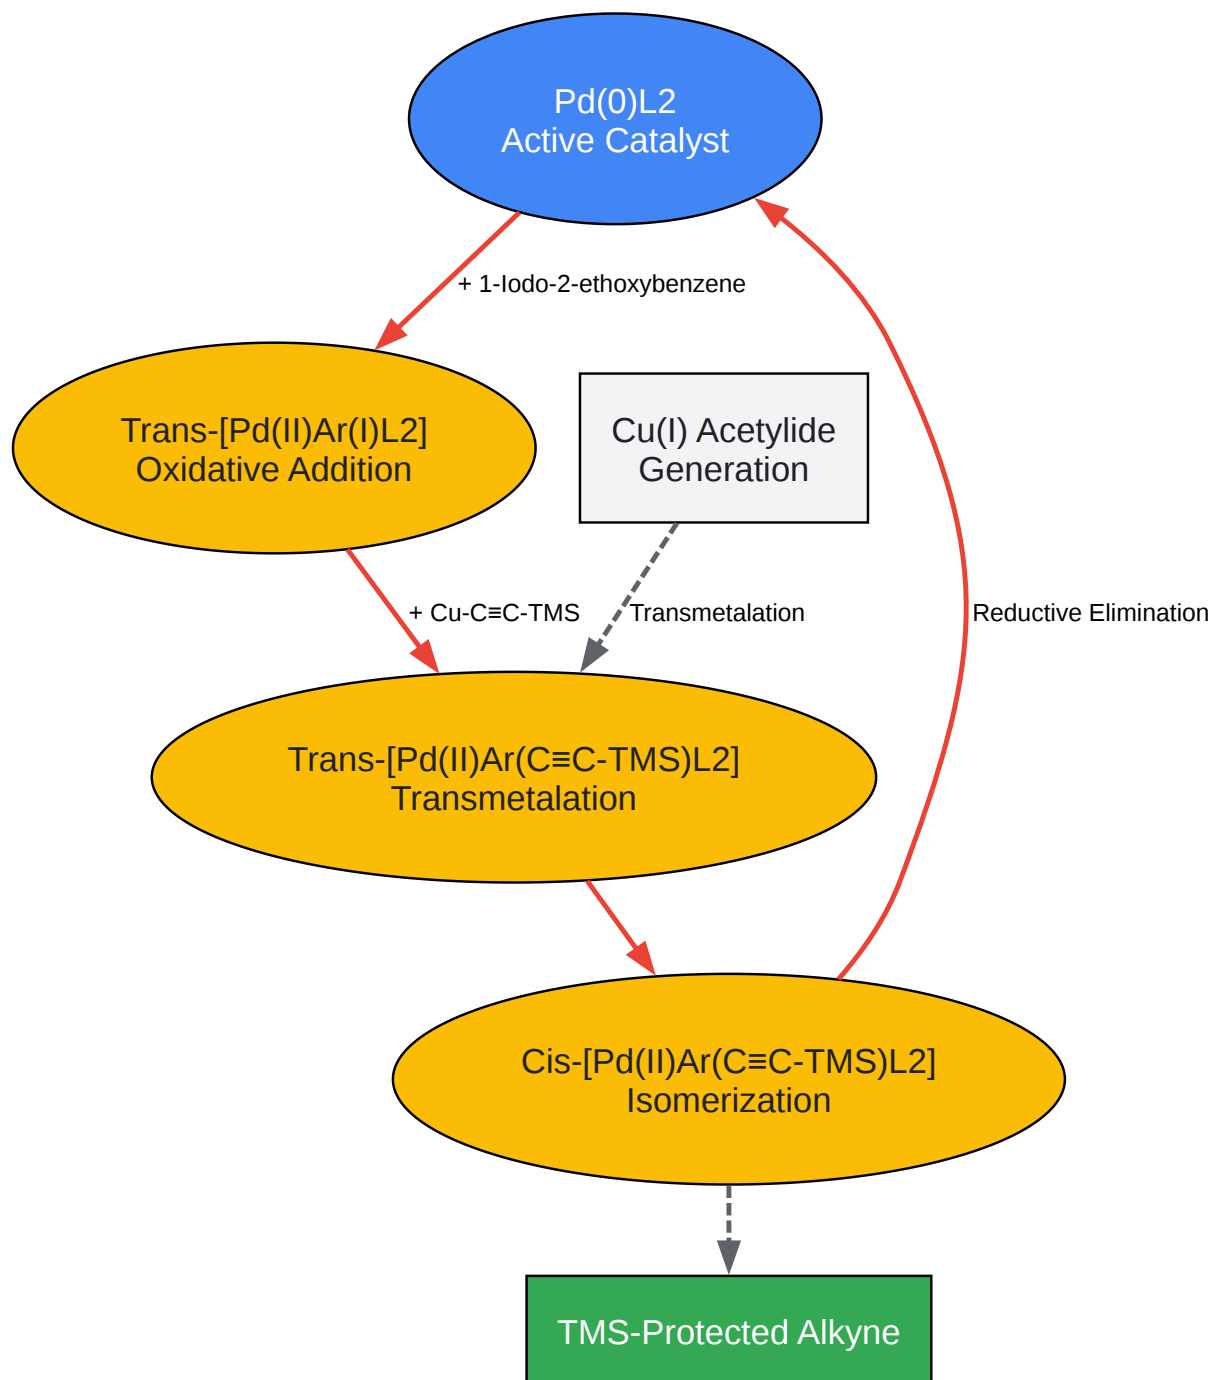 Pd(0)L2
Active Catalyst
+ 1-Iodo-2-ethoxybenzene
Trans-[Pd(II)Ar(I)L2]
Oxidative Addition
Cu(I) Acetylide
Generation
+ Cu-C≡C-TMS
Transmetalation
Reductive Elimination
Trans-[Pd(II)Ar(C≡C-TMS)L2]
Transmetalation
Cis-[Pd(II)Ar(C≡C-TMS)L2]
Isomerization
TMS-Protected Alkyne